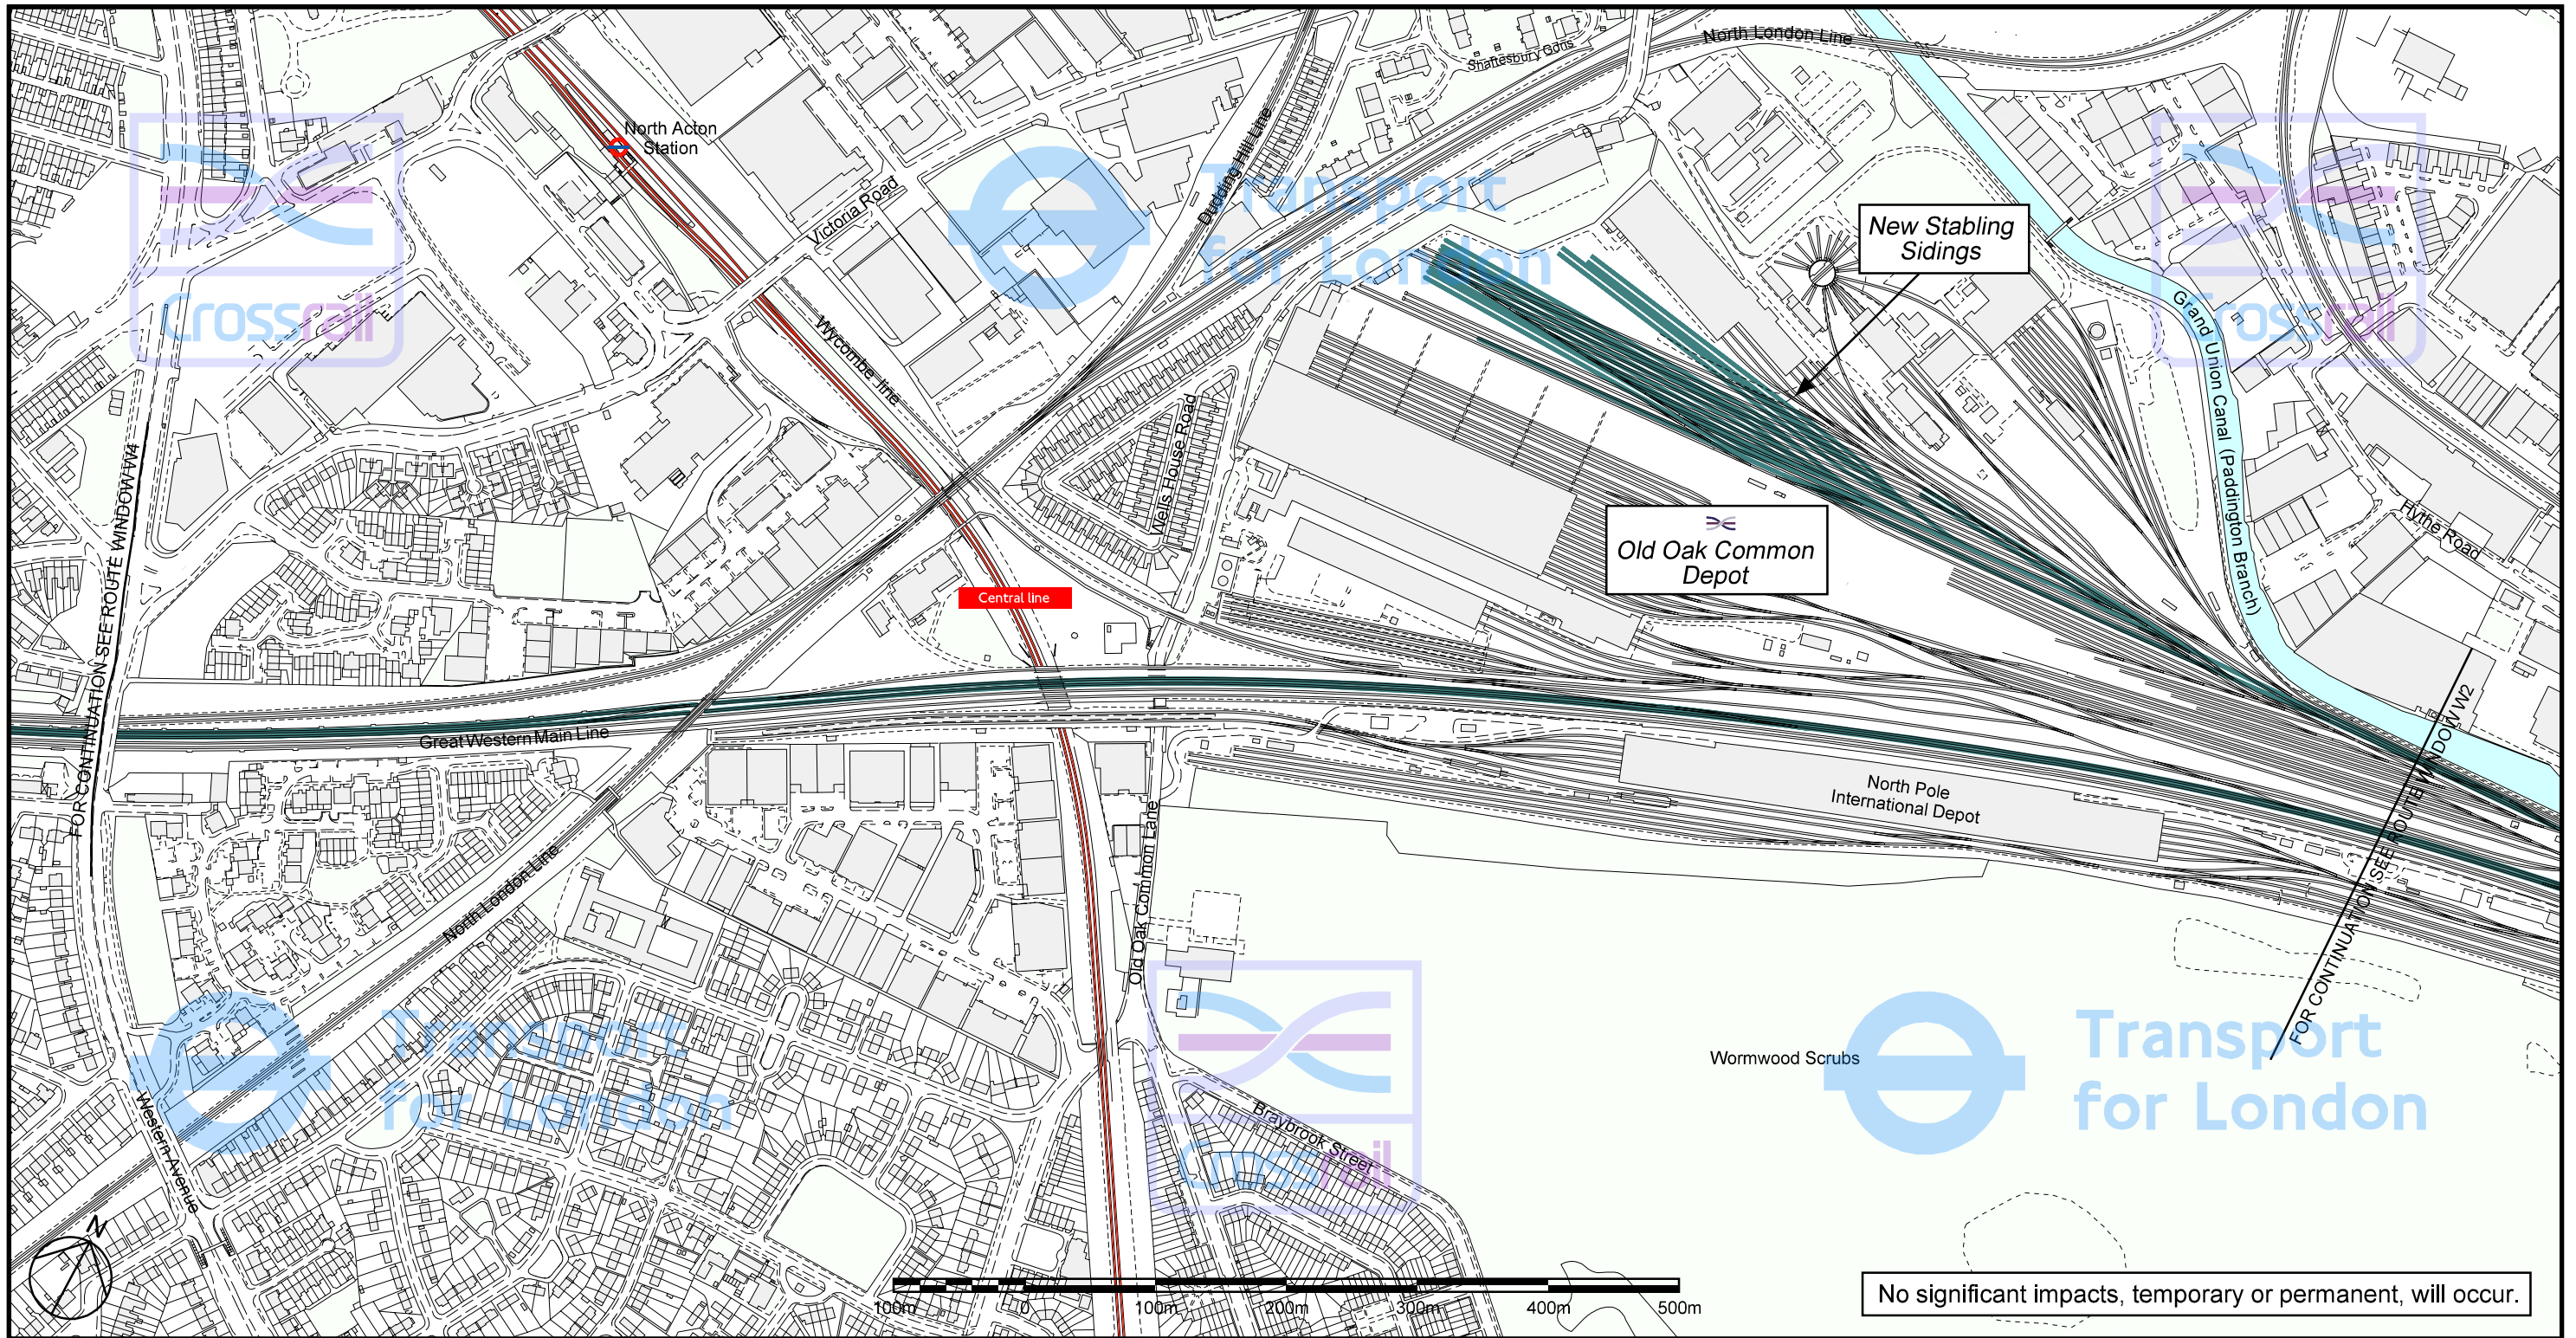 North London Line
Shaftesbury Gdns
North Acton
Station
Crossrail
Transport
for London
Crossrail
Dudding Hill Line
Victoria Road
New Stabling
Sidings
Wycombe line
Grand Union Canal (Paddington Branch)
Wells House Road
FOR CONTINUATION SEE ROUTE WINDOW W4
Old Oak Common
Depot
Hythe Road
Central line
Great Western Main Line
North Pole
International Depot
FOR CONTINUATION SEE ROUTE WINDOW W2
Old Oak Common Lane
North London Line
Transport
for London
Crossrail
Wormwood Scrubs
Transport
for London
Western Avenue
Braybrook Street
N
100m 0 100m 200m 300m 400m 500m
No significant impacts, temporary or permanent, will occur.